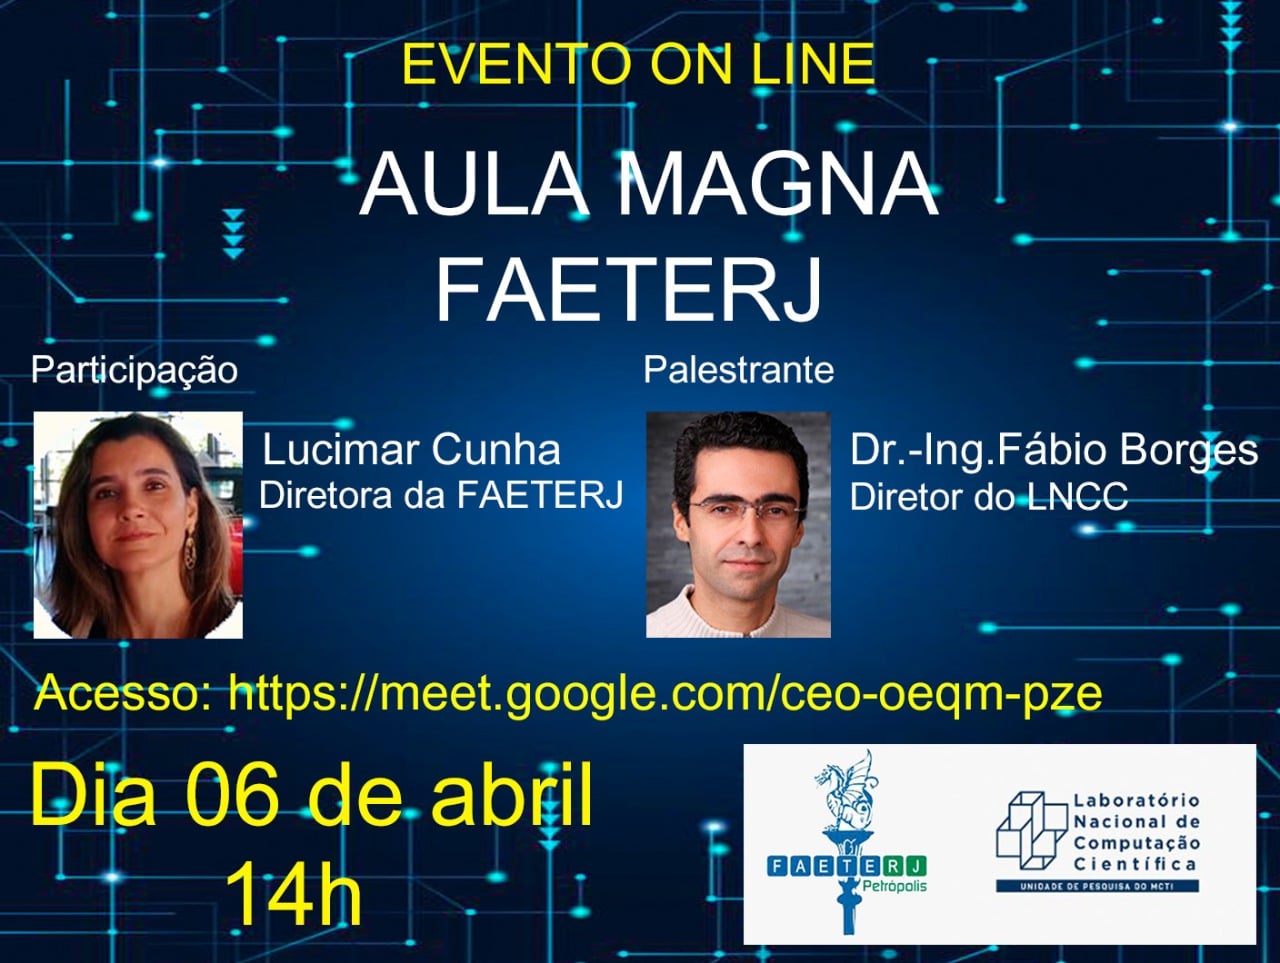 EVENTO ON LINE
AULA MAGNA
FAETERJ
Participação
Lucimar Cunha
Diretora da FAETERJ
Palestrante
Dr.-Ing.Fábio Borges
Diretor do LNCC
Acesso: https://meet.google.com/ceo-oeqm-pze
Dia 06 de abril
14h
FAETERJ
Petrópolis
Laboratório
Nacional de
Computação
Científica
UNIDADE DE PESQUISA DO MCTI